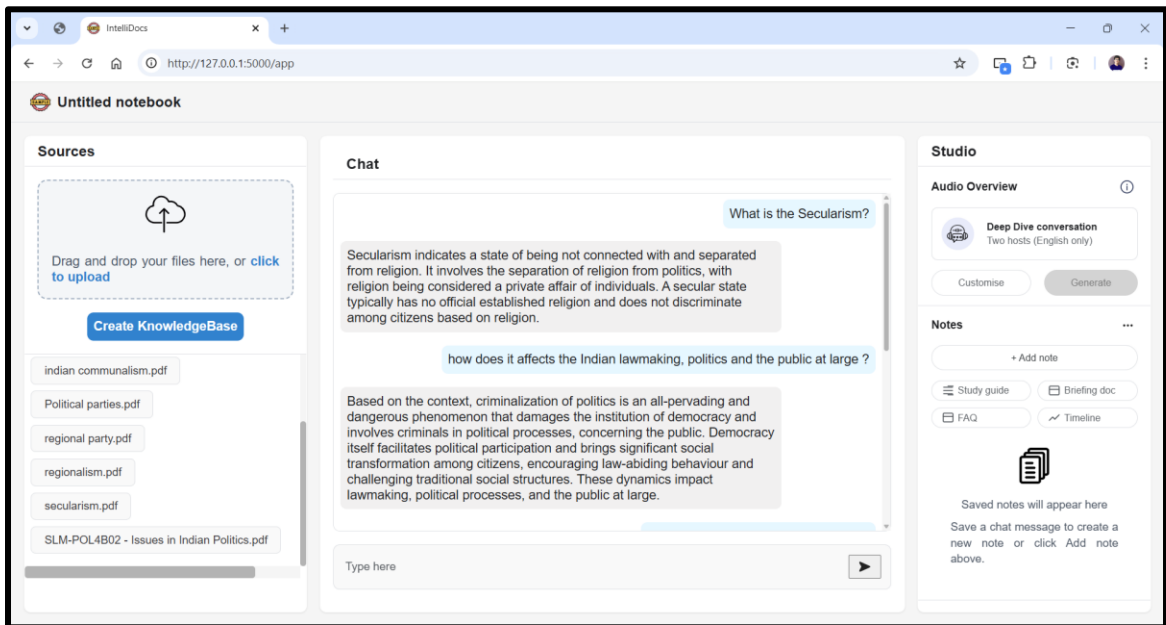 IntelliDocs
http://127.0.0.1:5000/app
Untitled notebook
Sources
Drag and drop your files here, or click
to upload
Create KnowledgeBase
indian communalism.pdf
Political parties.pdf
regional party.pdf
regionalism.pdf
secularism.pdf
SLM-POL4B02 - Issues in Indian Politics.pdf
Chat
What is the Secularism?
Secularism indicates a state of being not connected with and separated
from religion. It involves the separation of religion from politics, with
religion being considered a private affair of individuals. A secular state
typically has no official established religion and does not discriminate
among citizens based on religion.
how does it affects the Indian lawmaking, politics and the public at large ?
Based on the context, criminalization of politics is an all-pervading and
dangerous phenomenon that damages the institution of democracy and
involves criminals in political processes, concerning the public. Democracy
itself facilitates political participation and brings significant social
transformation among citizens, encouraging law-abiding behaviour and
challenging traditional social structures. These dynamics impact
lawmaking, political processes, and the public at large.
Type here
Studio
Audio Overview
Deep Dive conversation
Two hosts (English only)
Customise
Generate
Notes
+ Add note
Study guide
Briefing doc
FAQ
Timeline
Saved notes will appear here
Save a chat message to create a
new note or click Add note
above.